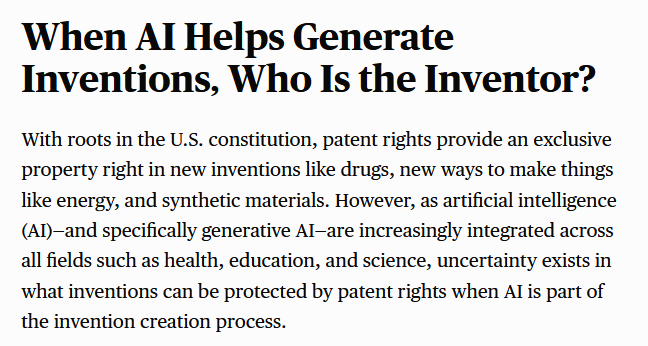 When AI Helps Generate
Inventions, Who Is the Inventor?
With roots in the U.S. constitution, patent rights provide an exclusive
property right in new inventions like drugs, new ways to make things
like energy, and synthetic materials. However, as artificial intelligence
(AI)—and specifically generative AI—are increasingly integrated across
all fields such as health, education, and science, uncertainty exists in
what inventions can be protected by patent rights when AI is part of
the invention creation process.